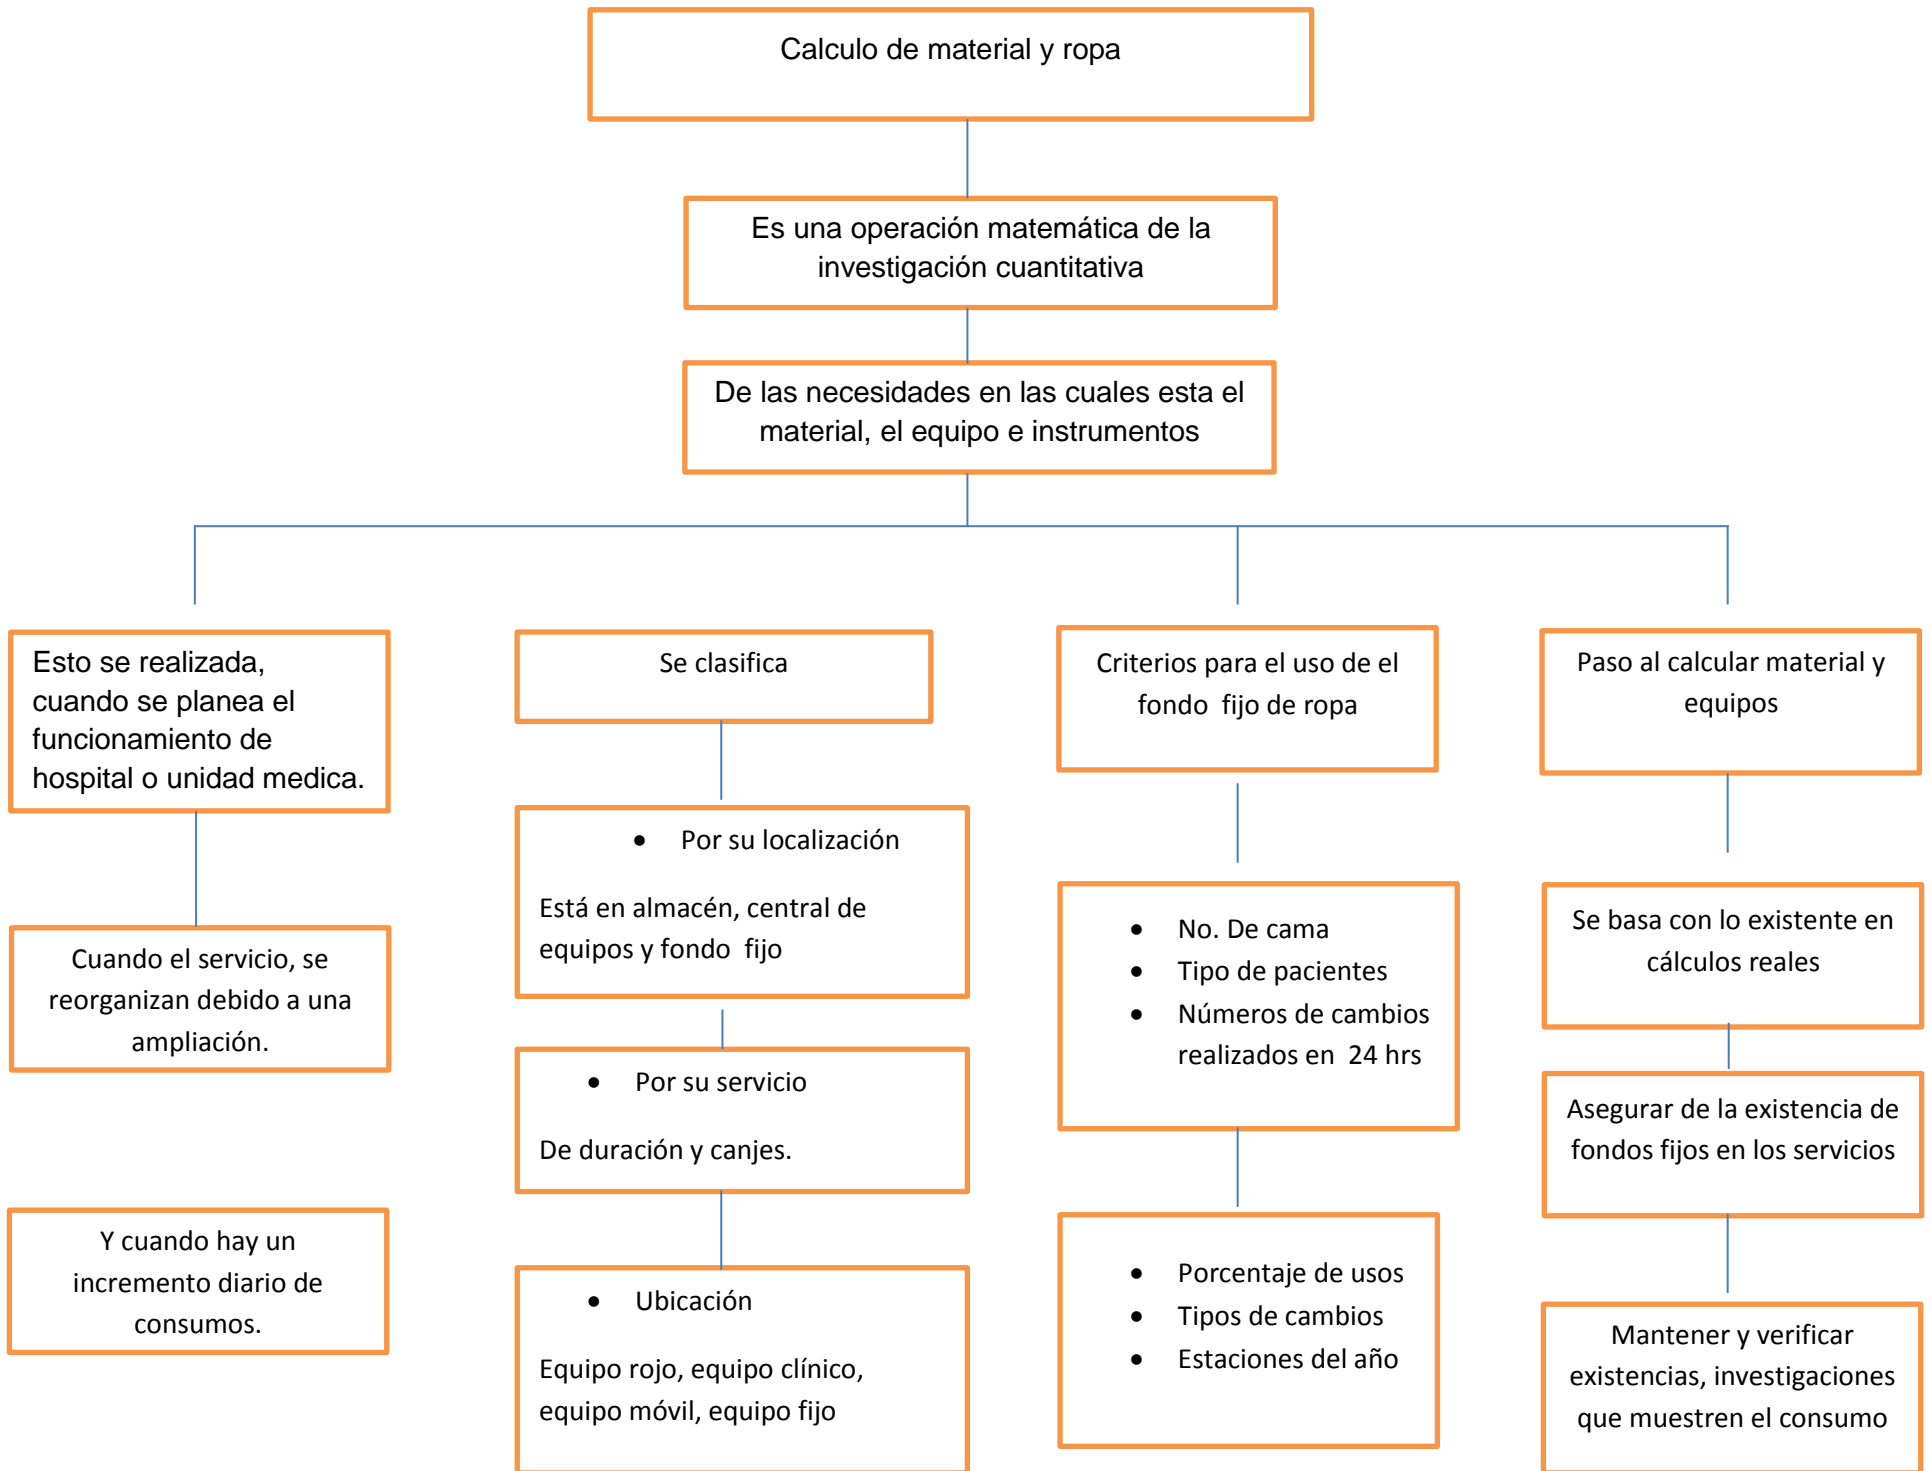 Calculo de material y ropa
Es una operación matemática de la
investigación cuantitativa
De las necesidades en las cuales esta el
material, el equipo e instrumentos
Esto se realizada,
cuando se planea el
funcionamiento de
hospital o unidad medica.
Cuando el servicio, se
reorganizan debido a una
ampliación.
Y cuando hay un
incremento diario de
consumos.
Se clasifica
• Por su localización
Está en almacén, central de
equipos y fondo fijo
• Por su servicio
De duración y canjes.
• Ubicación
Equipo rojo, equipo clínico,
equipo móvil, equipo fijo
Criterios para el uso de el
fondo fijo de ropa
• No. De cama
• Tipo de pacientes
• Números de cambios
realizados en 24 hrs
• Porcentaje de usos
• Tipos de cambios
• Estaciones del año
Paso al calcular material y
equipos
Se basa con lo existente en
cálculos reales
Asegurar de la existencia de
fondos fijos en los servicios
Mantener y verificar
existencias, investigaciones
que muestren el consumo